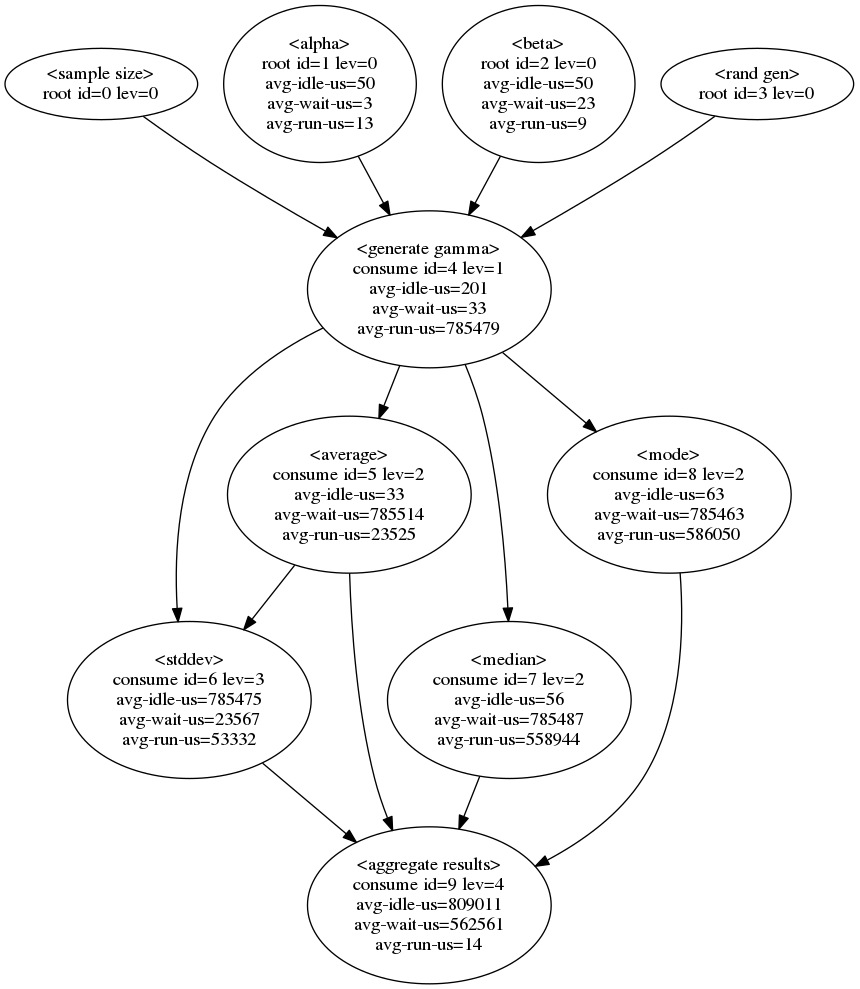 <sample size>
root id=0 lev=0
<alpha>
root id=1 lev=0
avg-idle-us=50
avg-wait-us=3
avg-run-us=13
<beta>
root id=2 lev=0
avg-idle-us=50
avg-wait-us=23
avg-run-us=9
<rand gen>
root id=3 lev=0
<generate gamma>
consume id=4 lev=1
avg-idle-us=201
avg-wait-us=33
avg-run-us=785479
<average>
consume id=5 lev=2
avg-idle-us=33
avg-wait-us=785514
avg-run-us=23525
<mode>
consume id=8 lev=2
avg-idle-us=63
avg-wait-us=785463
avg-run-us=586050
<stddev>
consume id=6 lev=3
avg-idle-us=785475
avg-wait-us=23567
avg-run-us=53332
<median>
consume id=7 lev=2
avg-idle-us=56
avg-wait-us=785487
avg-run-us=558944
<aggregate results>
consume id=9 lev=4
avg-idle-us=809011
avg-wait-us=562561
avg-run-us=14